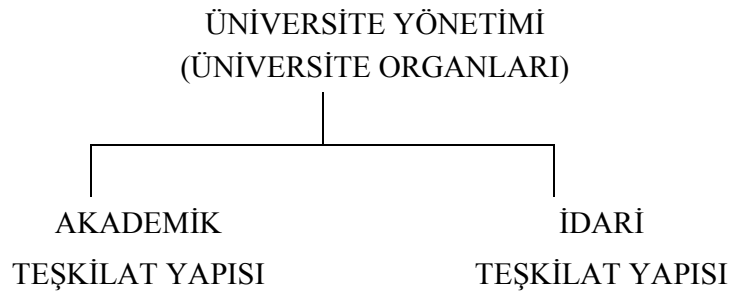 ÜNİVERSİTE YÖNETİMİ
(ÜNİVERSİTE ORGANLARI)
AKADEMİK
TEŞKİLAT YAPISI
İDARİ
TEŞKİLAT YAPISI